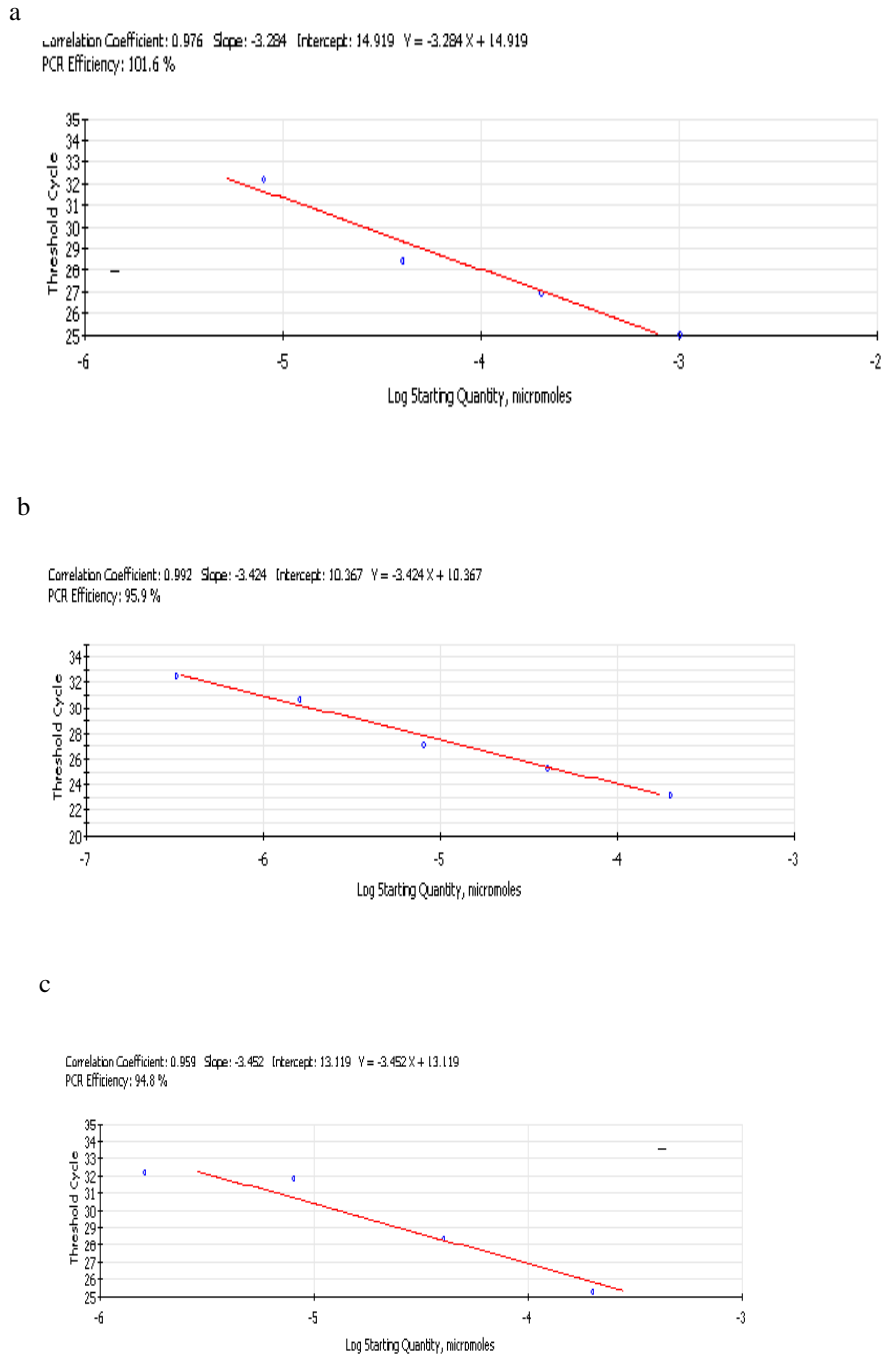 a
Correlation Coefficient: 0.976 Slope: -3.284 Intercept: 14.919 Y = -3.284 X + 14.919
PCR Efficiency: 101.6 %
35
34
33
32
31
30
29
28
27
26
25
Threshold Cycle
-6 -5 -4 -3 -2
Log Starting Quantity, micromoles
b
Correlation Coefficient: 0.992 Slope: -3.424 Intercept: 10.367 Y = -3.424 X + 10.367
PCR Efficiency: 95.9 %
34
32
30
28
26
24
22
20
Threshold Cycle
-7 -6 -5 -4 -3
Log Starting Quantity, micromoles
c
Correlation Coefficient: 0.959 Slope: -3.452 Intercept: 13.119 Y = -3.452 X + 13.119
PCR Efficiency: 94.8 %
35
34
33
32
31
30
29
28
27
26
25
Threshold Cycle
-6 -5 -4 -3
Log Starting Quantity, micromoles